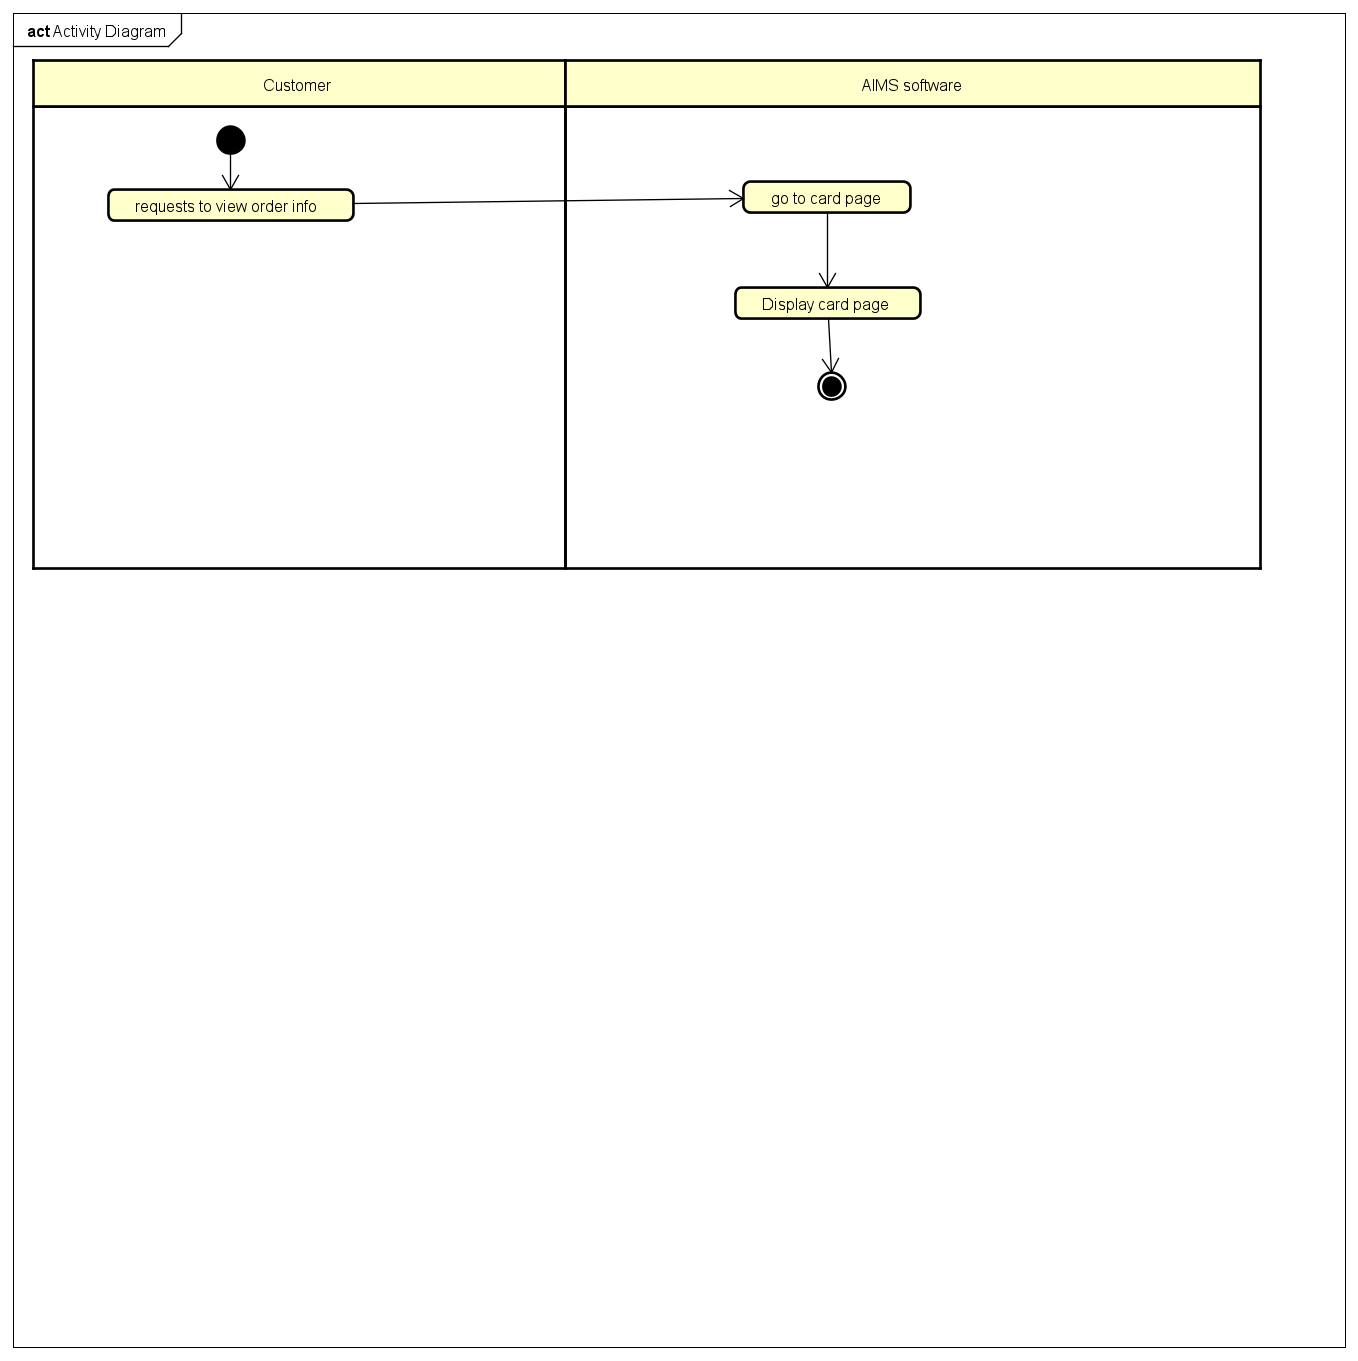 act Activity Diagram
Customer
AIMS software
requests to view order info
go to card page
Display card page